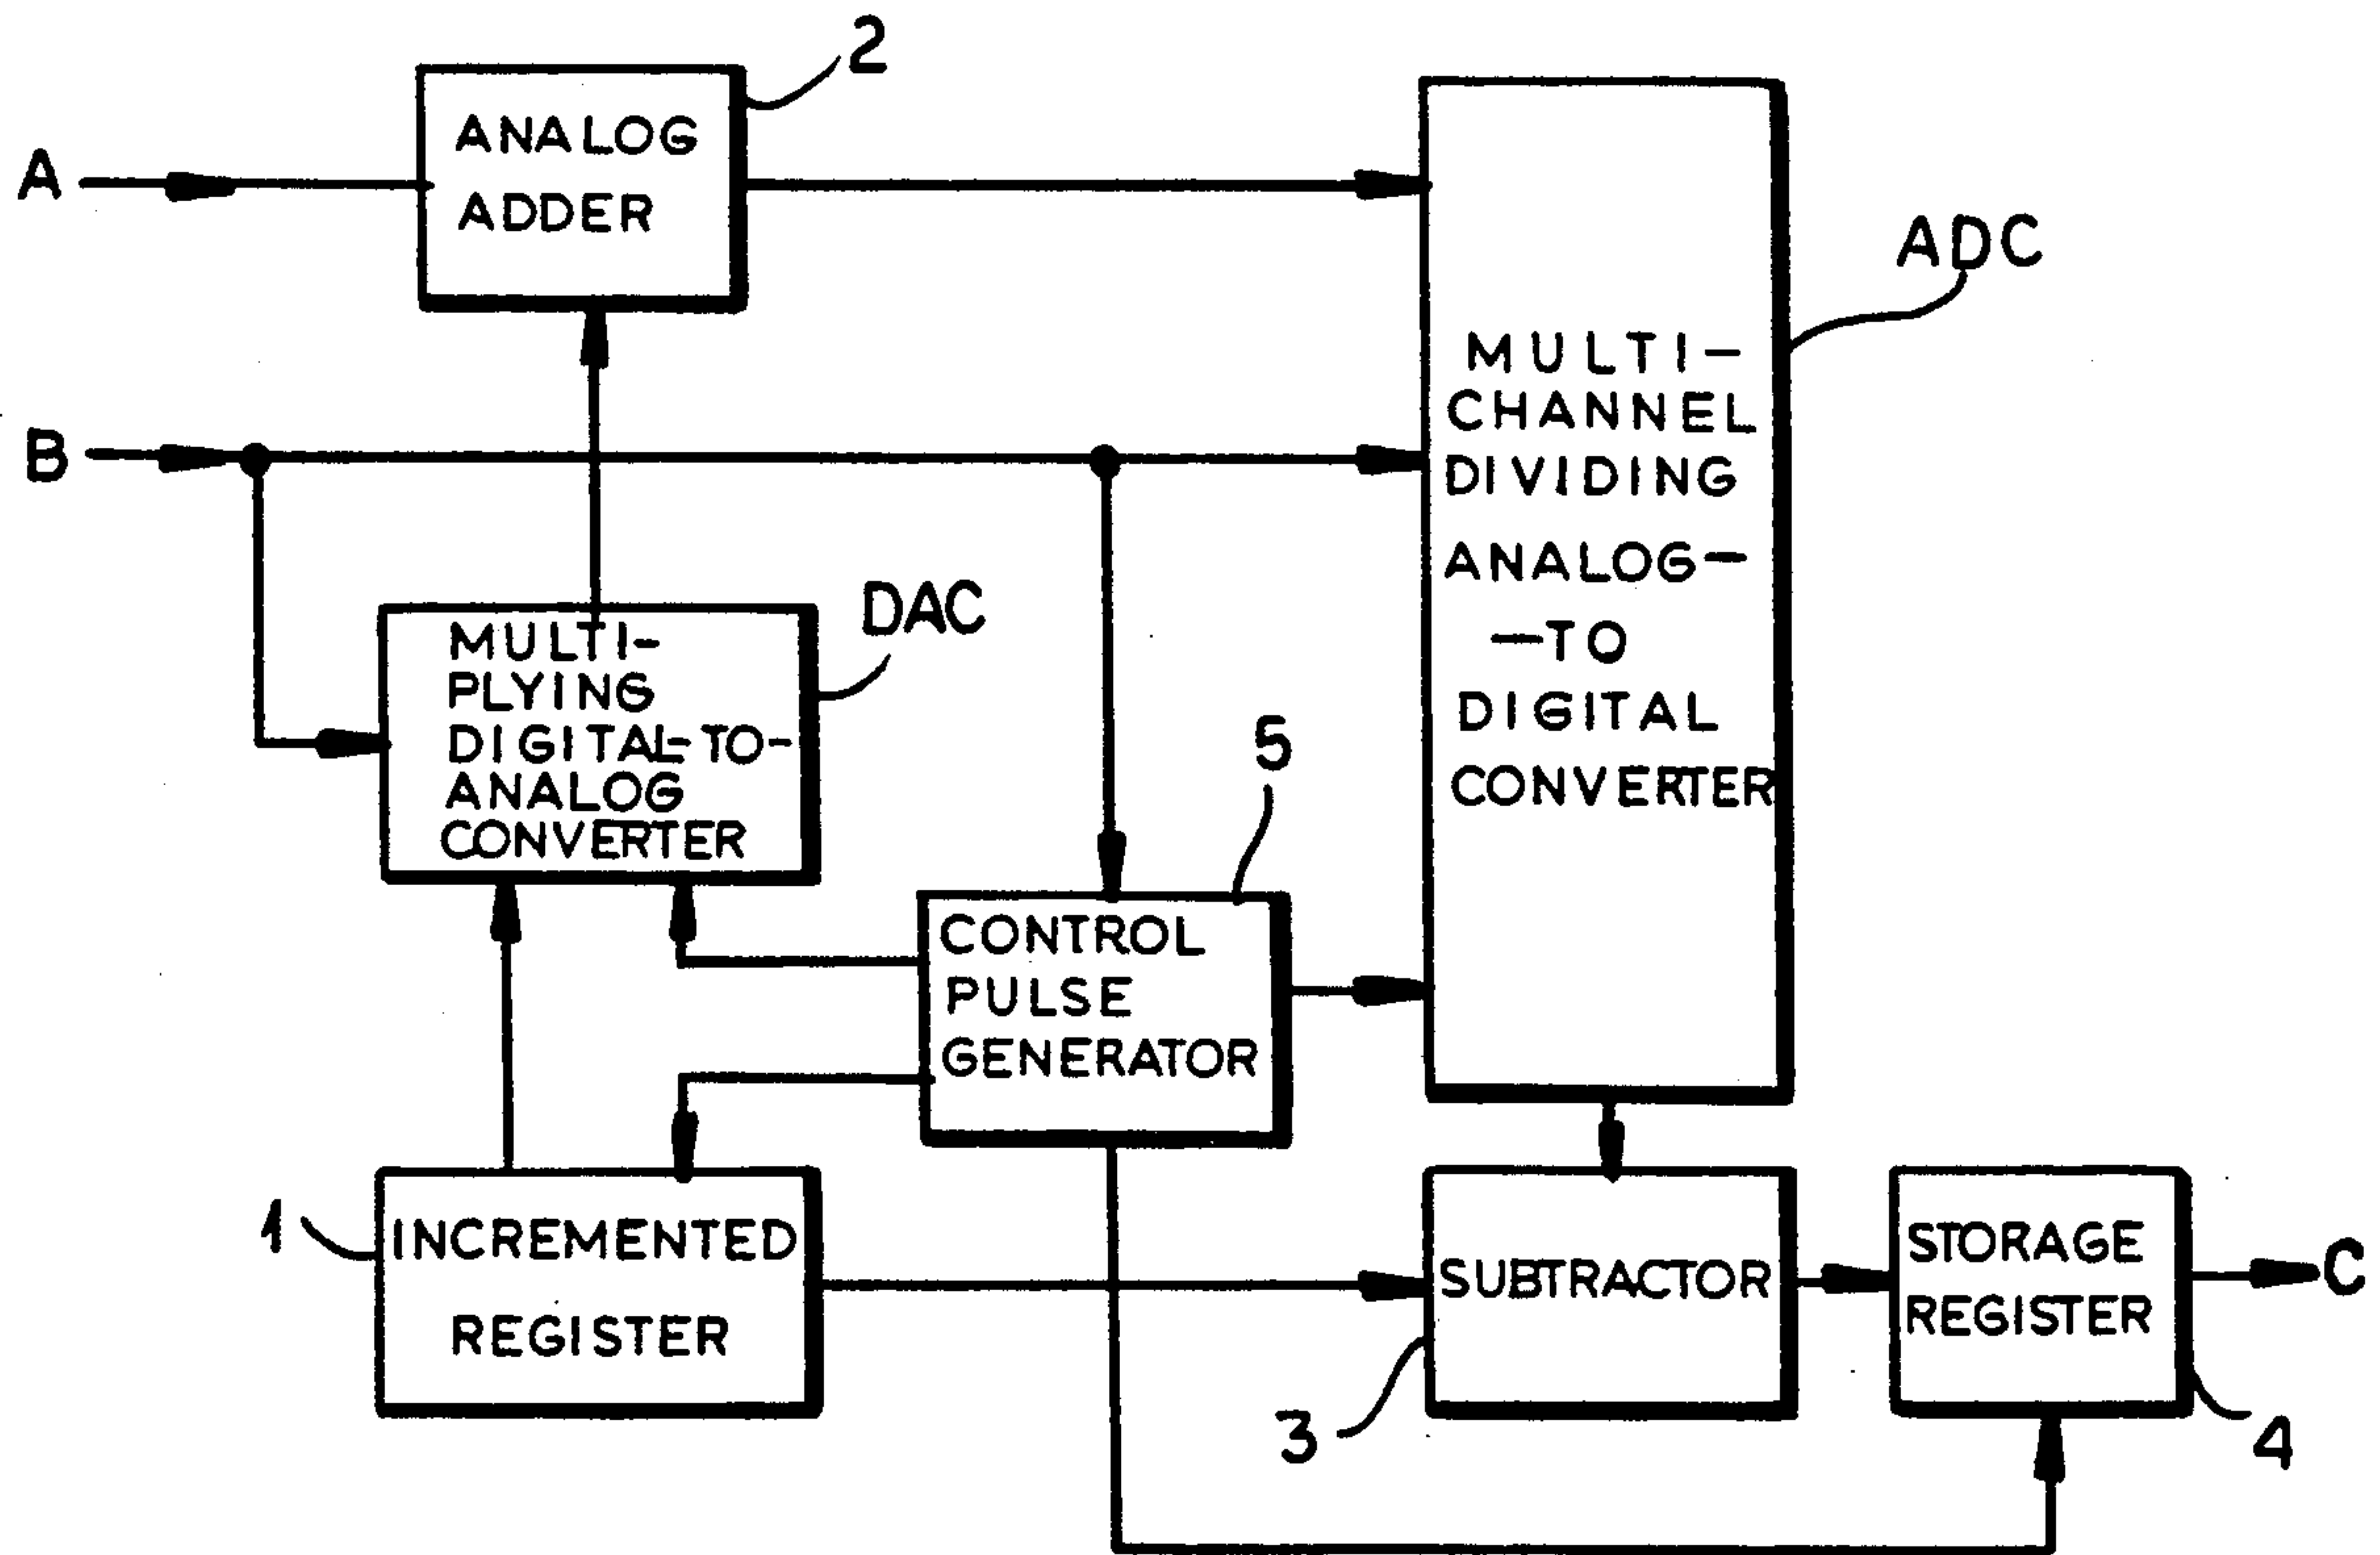 2
ANALOG
ADDER
A
ADC
B
MULTI-
CHANNEL
DIVIDING
ANALOG-
-TO
DIGITAL
CONVERTER
DAC
MULTI-
PLYING
DIGITAL-TO-
ANALOG
CONVERTER
5
CONTROL
PULSE
GENERATOR
1
INCREMENTED
REGISTER
SUBTRACTOR
3
STORAGE
REGISTER
C
4